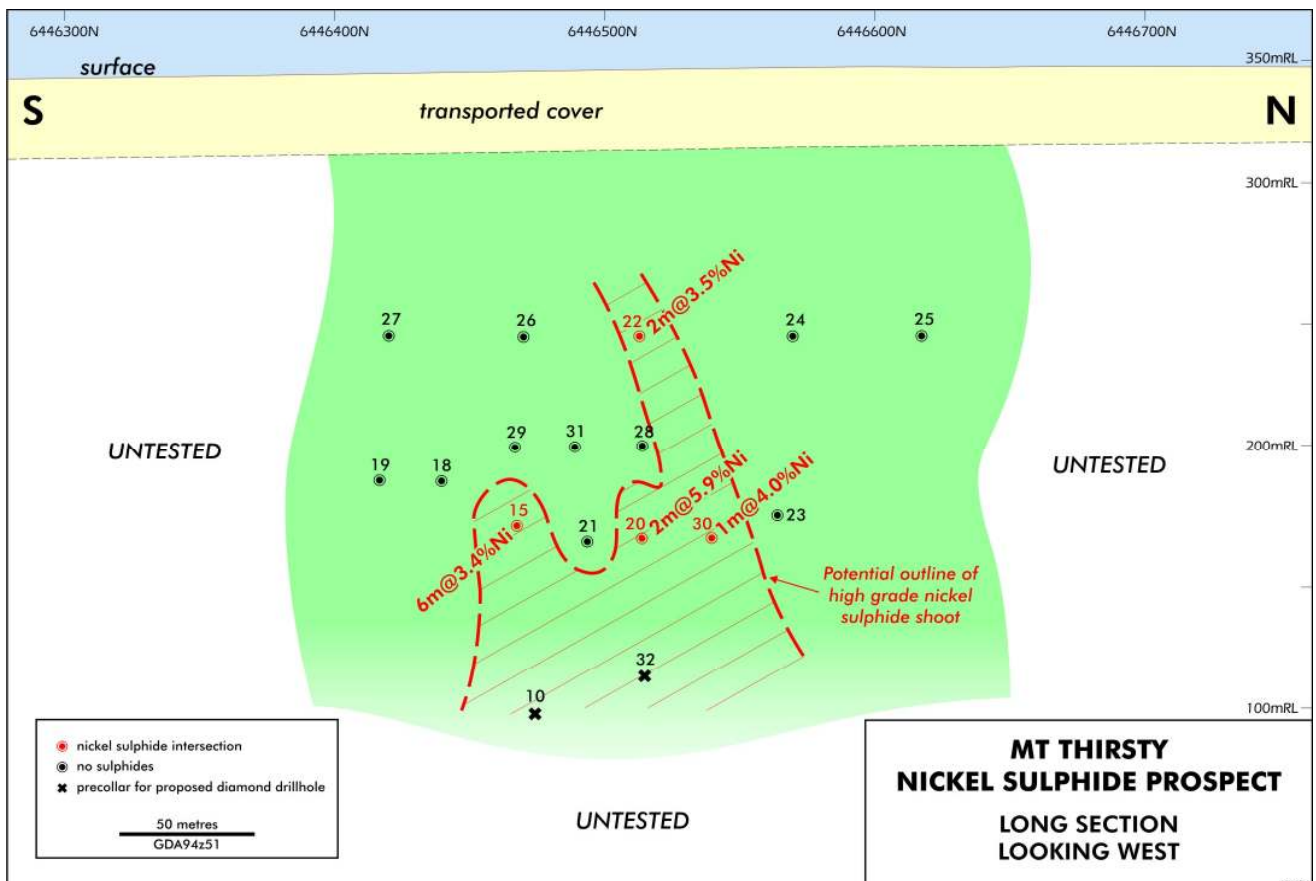 6446300N
6446400N
6446500N
6446600N
6446700N
350mRL
surface
S
transported cover
N
300mRL
22
2m@3.5%Ni
27
26
24
25
29
31
28
200mRL
UNTESTED
UNTESTED
19
18
15
6m@3.4%Ni
21
20
2m@5.9%Ni
30
1m@4.0%Ni
23
Potential outline of
high grade nickel
sulphide shoot
32
10
100mRL
nickel sulphide intersection
no sulphides
precollar for proposed diamond drillhole
50 metres
GDA94z51
UNTESTED
MT THIRSTY
NICKEL SULPHIDE PROSPECT
LONG SECTION
LOOKING WEST